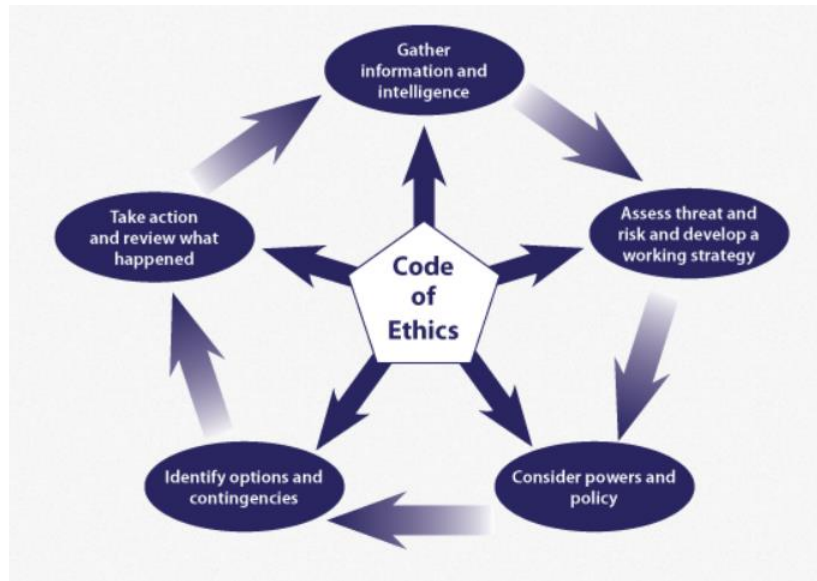 Gather
information and
intelligence
Assess threat and
risk and develop a
working strategy
Consider powers and
policy
Identify options and
contingencies
Take action
and review what
happened
Code
of
Ethics